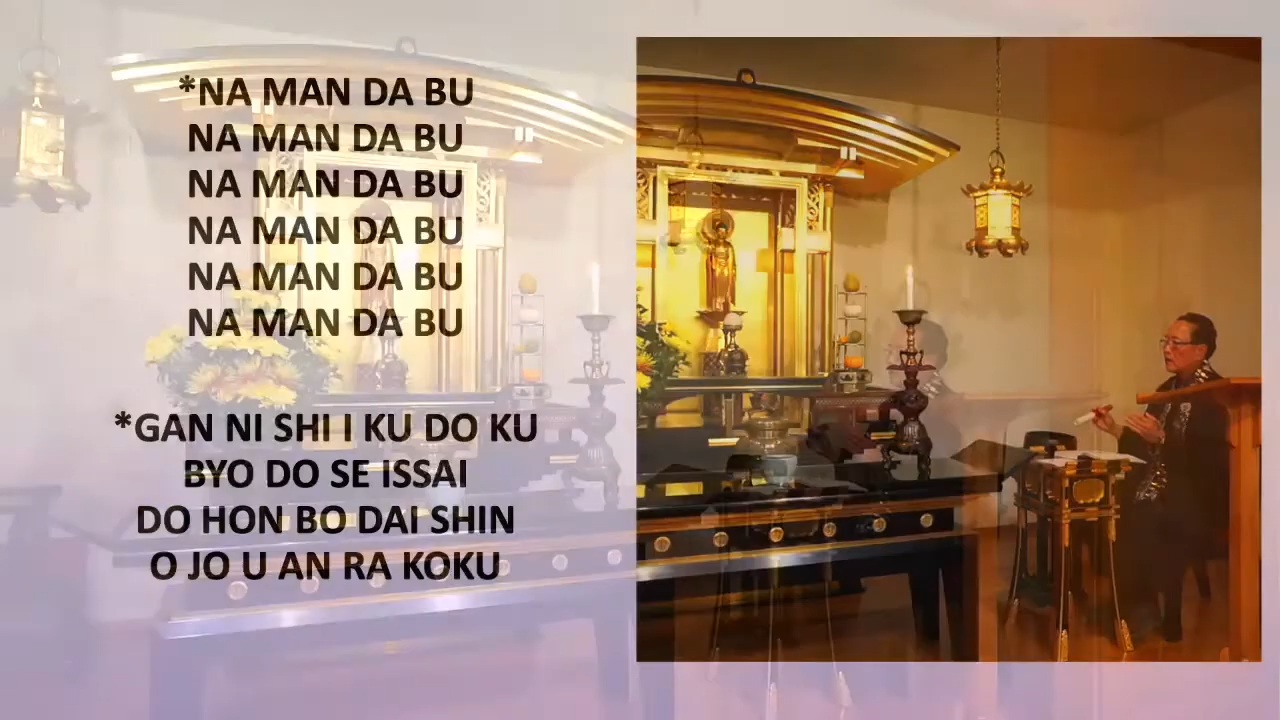 *NA MAN DA BU
NA MAN DA BU
NA MAN DA BU
NA MAN DA BU
NA MAN DA BU
NA MAN DA BU
*GAN NI SHI I KU DO KU
BYO DO SE ISSAI
DO HON BO DAI SHIN
O JO U AN RA KOKU